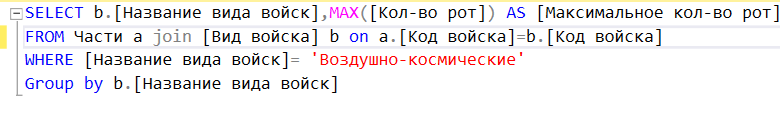 SELECT b.[Название вида войск],MAX([Кол-во рот]) AS [Максимальное кол-во рот]
FROM Части a join [Вид войска] b on a.[Код войска]=b.[Код войска]
WHERE [Название вида войск]= 'Воздушно-космические'
Group by b.[Название вида войск]